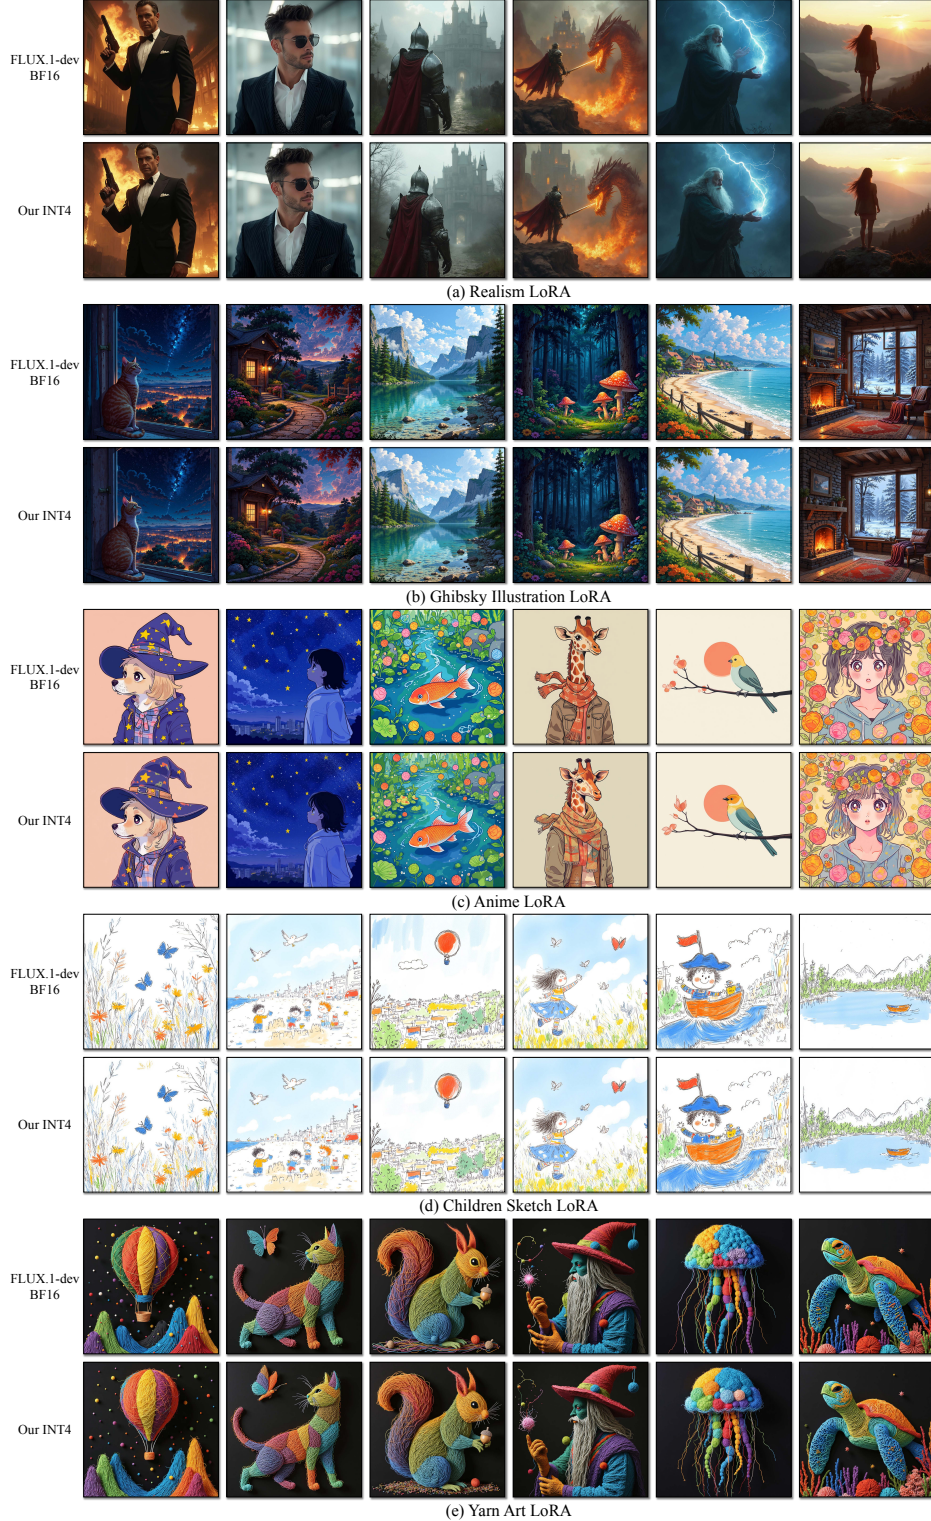 FLUX.1-dev
BF16
Our INT4
(a) Realism LoRA
FLUX.1-dev
BF16
Our INT4
(b) Ghibsky Illustration LoRA
FLUX.1-dev
BF16
Our INT4
(c) Anime LoRA
FLUX.1-dev
BF16
Our INT4
(d) Children Sketch LoRA
FLUX.1-dev
BF16
Our INT4
(e) Yarn Art LoRA